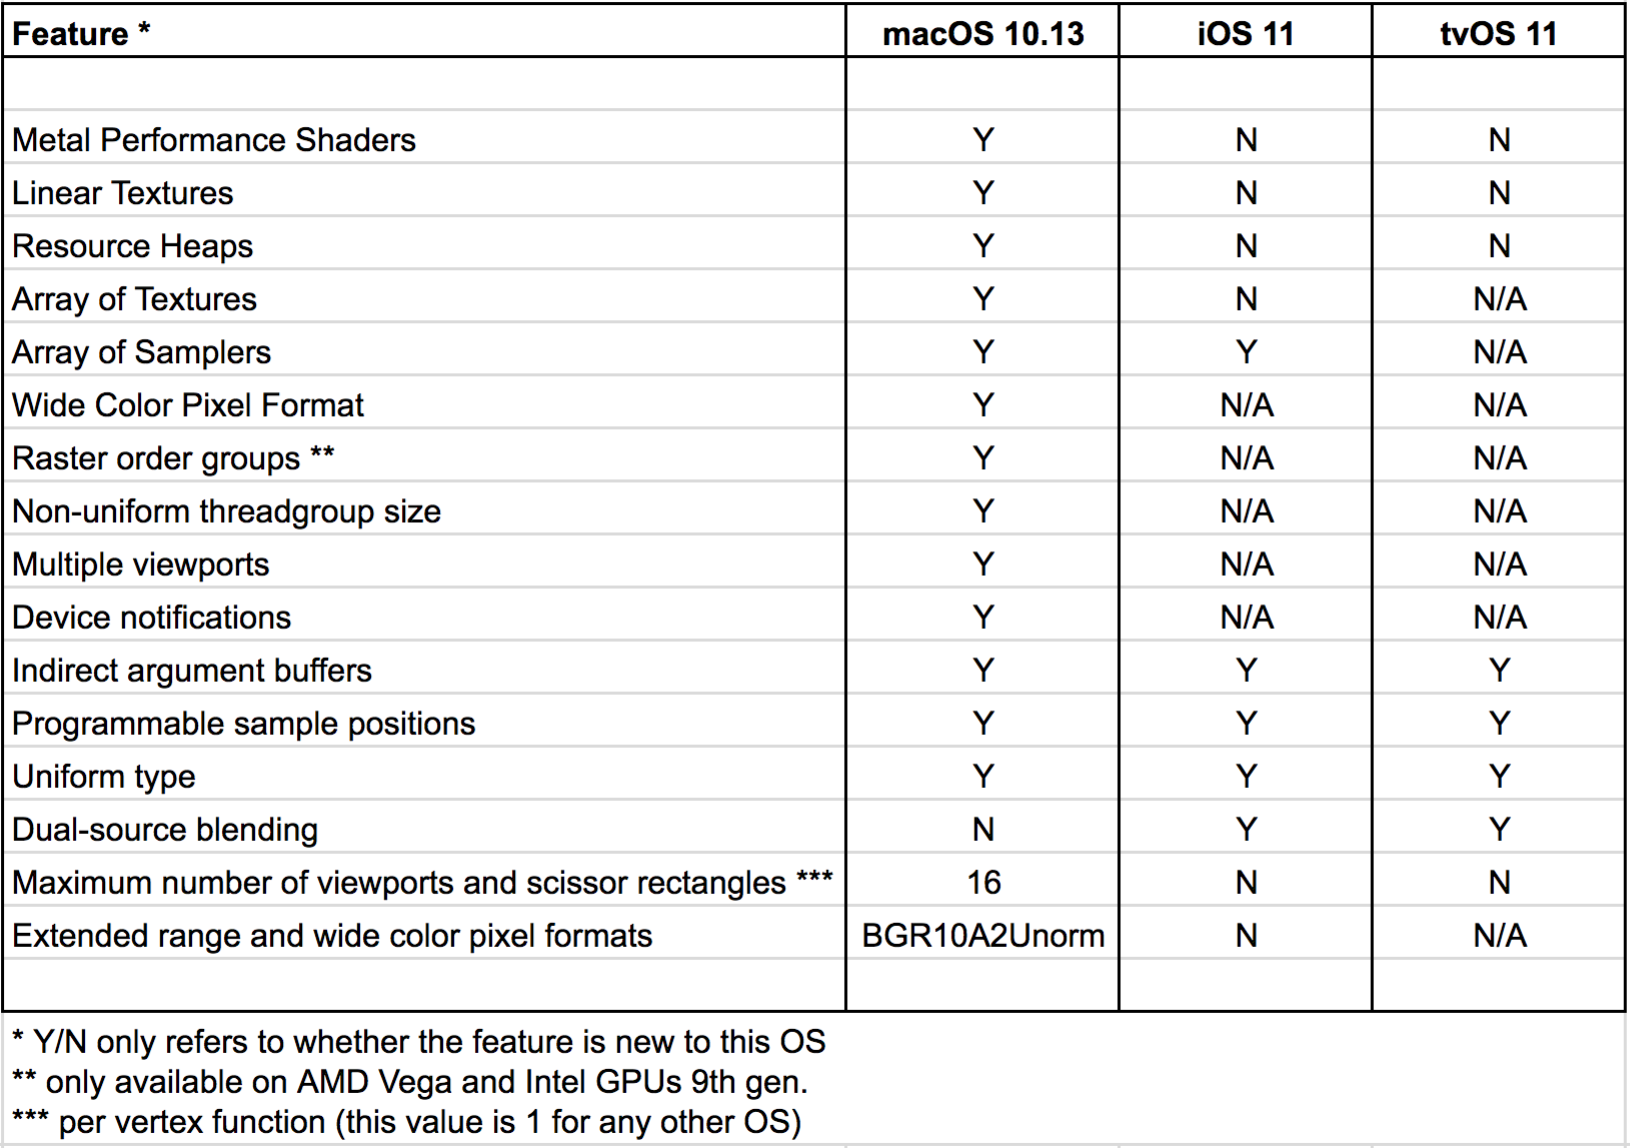 Feature * macOS 10.13 iOS 11 tvOS 11
Metal Performance Shaders Y N N
Linear Textures Y N N
Resource Heaps Y N N
Array of Textures Y N N/A
Array of Samplers Y Y N/A
Wide Color Pixel Format Y N/A N/A
Raster order groups ** Y N/A N/A
Non-uniform threadgroup size Y N/A N/A
Multiple viewports Y N/A N/A
Device notifications Y N/A N/A
Indirect argument buffers Y Y Y
Programmable sample positions Y Y Y
Uniform type Y Y Y
Dual-source blending N Y Y
Maximum number of viewports and scissor rectangles *** 16 N N
Extended range and wide color pixel formats BGR10A2Unorm N N/A
* Y/N only refers to whether the feature is new to this OS
** only available on AMD Vega and Intel GPUs 9th gen.
*** per vertex function (this value is 1 for any other OS)